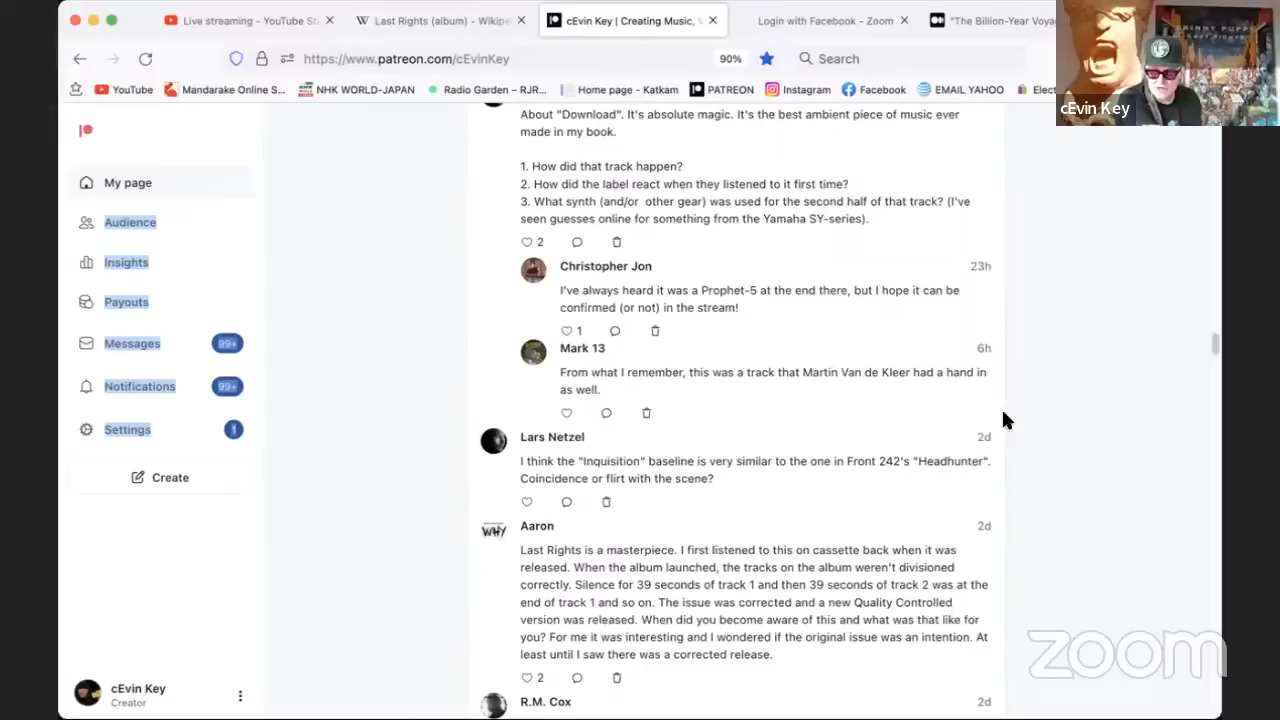 Live streaming - YouTube St
Last Rights (album) - Wikipe
cEvin Key | Creating Music,
Login with Facebook - Zoom
"The Billion-Year Voya
https://www.patreon.com/cEvinKey
90%
Search
YouTube
Mandarake Online S...
NHK WORLD-JAPAN
Radio Garden – RJR...
Home page - Katkam
PATREON
Instagram
Facebook
EMAIL YAHOO
Elect
SKINNY PUPPY
LAST RIGHTS
cEvin Key
My page
Audience
Insights
Payouts
Messages
99+
Notifications
99+
Settings
1
Create
cEvin Key
Creator
About "Download". It's absolute magic. It's the best ambient piece of music ever
made in my book.
1. How did that track happen?
2. How did the label react when they listened to it first time?
3. What synth (and/or other gear) was used for the second half of that track? (I've
seen guesses online for something from the Yamaha SY-series).
2
Christopher Jon
23h
I've always heard it was a Prophet-5 at the end there, but I hope it can be
confirmed (or not) in the stream!
1
Mark 13
6h
From what I remember, this was a track that Martin Van de Kleer had a hand in
as well.
Lars Netzel
2d
I think the "Inquisition" baseline is very similar to the one in Front 242's "Headhunter".
Coincidence or flirt with the scene?
WHY
Aaron
2d
Last Rights is a masterpiece. I first listened to this on cassette back when it was
released. When the album launched, the tracks on the album weren't divisioned
correctly. Silence for 39 seconds of track 1 and then 39 seconds of track 2 was at the
end of track 1 and so on. The issue was corrected and a new Quality Controlled
version was released. When did you become aware of this and what was that like for
you? For me it was interesting and I wondered if the original issue was an intention. At
least until I saw there was a corrected release.
2
R.M. Cox
2d
zoom